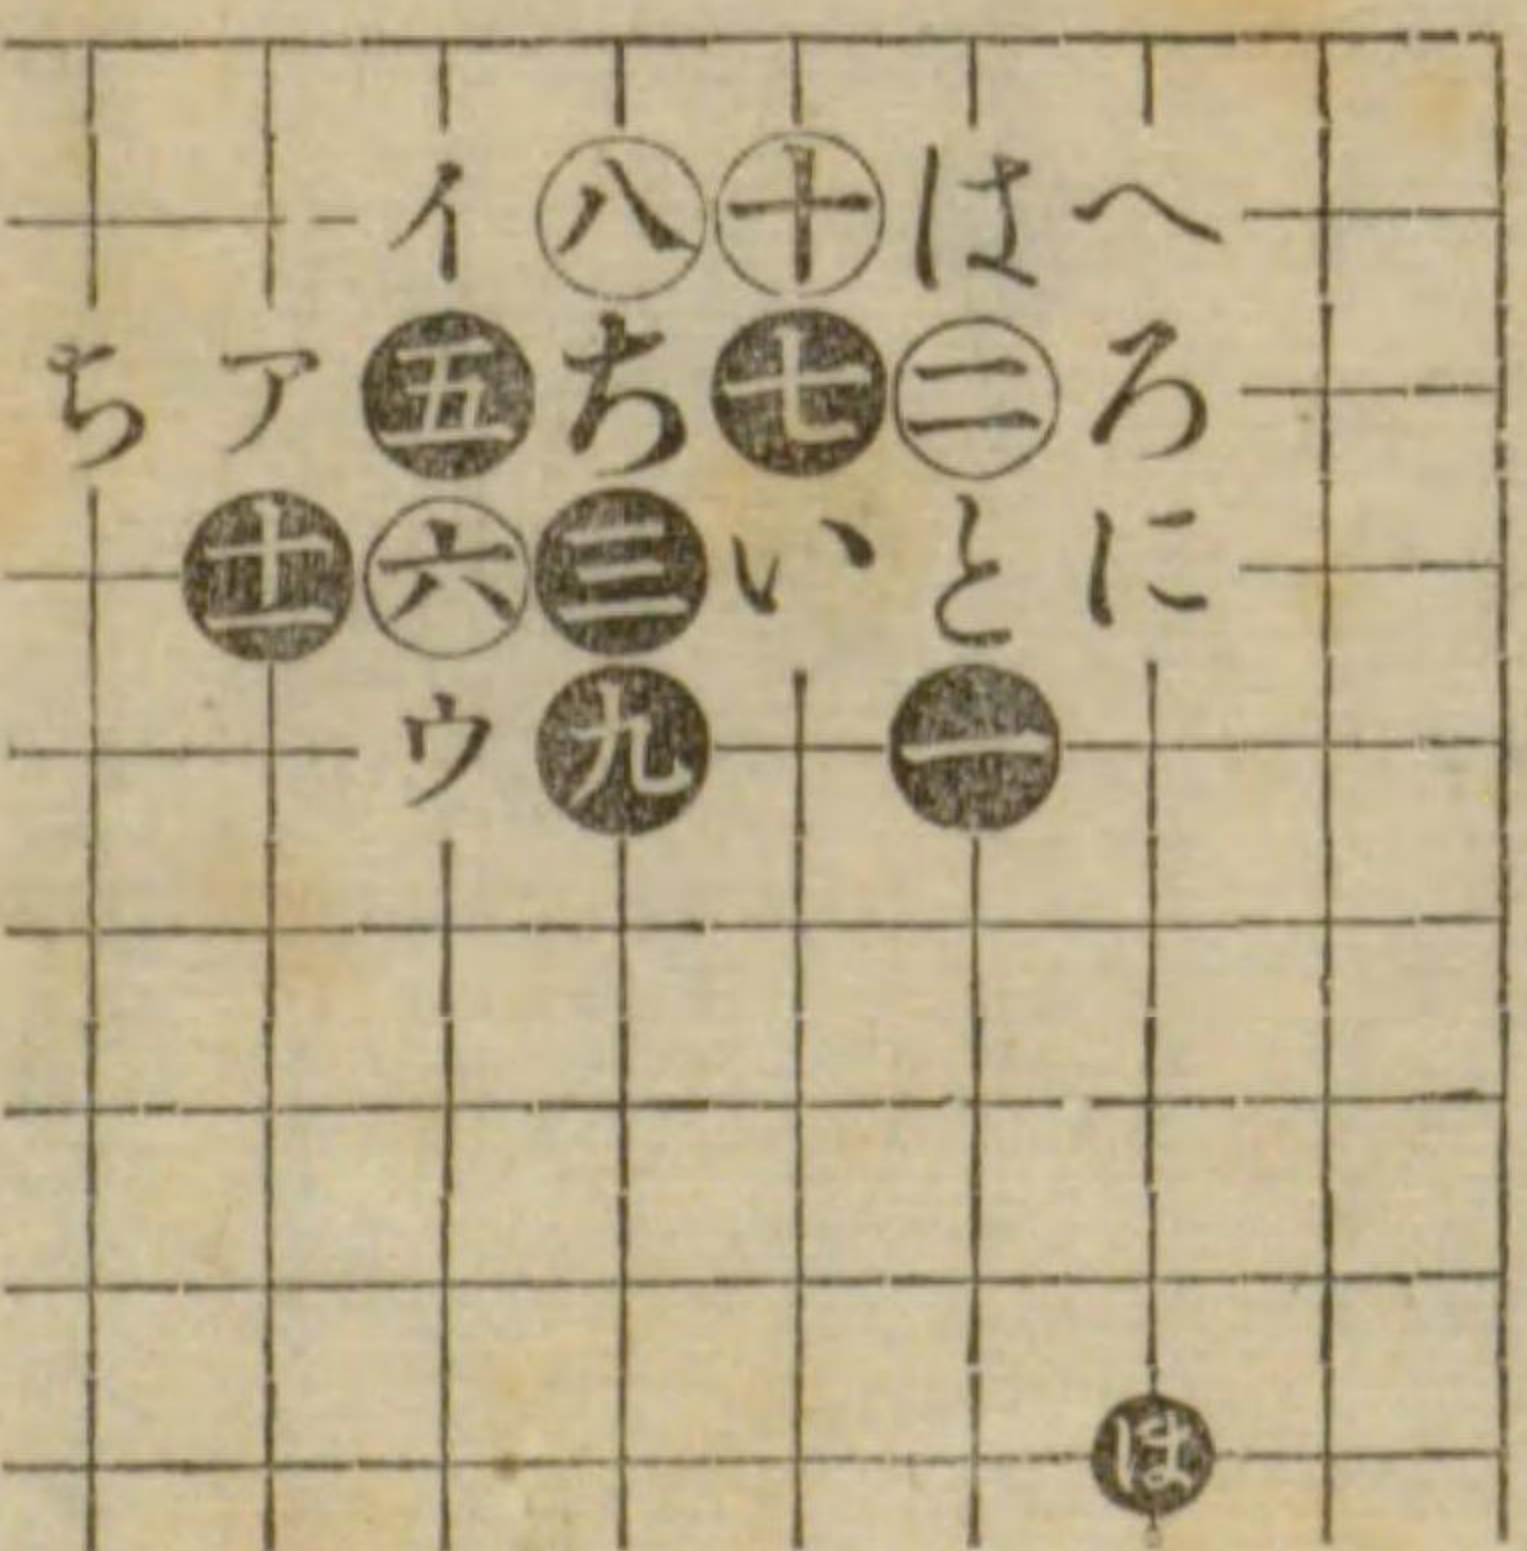 イ八十はへ
ちア五ち七二ろ
十一六三いとに
ウ九一
は